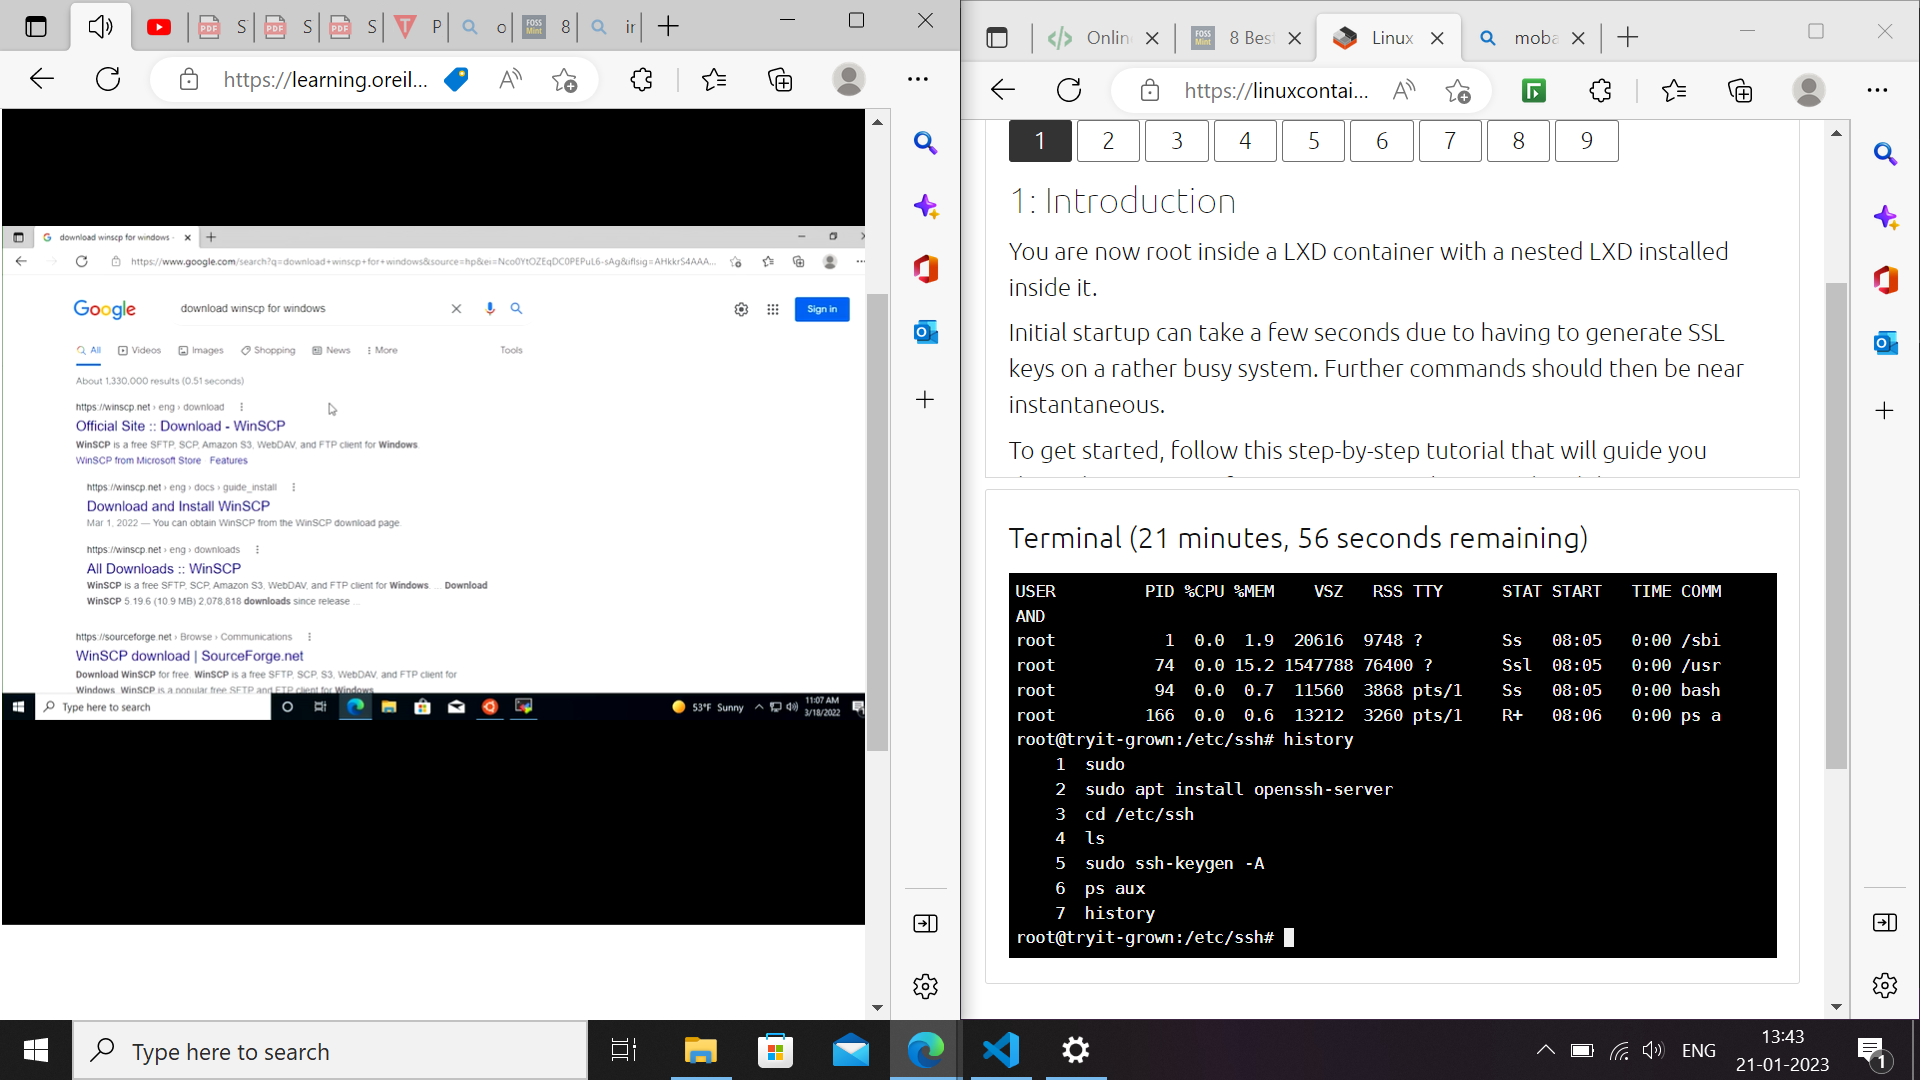 S
S
S
P
o
FOSS
Mint
8
ir
https://learning.oreil...
download winscp for windows -
https://www.google.com/search?q=download+winscp+for+windows&source=hp&ei=Nco0YtOZEqDC0PEPuL6-sAg&iflsig=AHkkrS4AAA...
Google
download winscp for windows
Sign in
All
Videos
Images
Shopping
News
More
Tools
About 1,330,000 results (0.51 seconds)
https://winscp.net › eng › download
Official Site :: Download - WinSCP
WinSCP is a free SFTP, SCP, Amazon S3, WebDAV, and FTP client for Windows.
WinSCP from Microsoft Store · Features
https://winscp.net › eng › docs › guide_install
Download and Install WinSCP
Mar 1, 2022 — You can obtain WinSCP from the WinSCP download page.
https://winscp.net › eng › downloads
All Downloads :: WinSCP
WinSCP is a free SFTP, SCP, Amazon S3, WebDAV, and FTP client for Windows. ... Download
WinSCP 5.19.6 (10.9 MB) 2,078,818 downloads since release ...
https://sourceforge.net › Browse › Communications
WinSCP download | SourceForge.net
Download WinSCP for free. WinSCP is a free SFTP, SCP, S3, WebDAV, and FTP client for
Windows. WinSCP is a popular free SFTP and FTP client for Windows
Type here to search
53°F Sunny
11:07 AM
3/18/2022
Onlin
FOSS
Mint
8 Bes
Linux
moba
https://linuxcontai...
1 2 3 4 5 6 7 8 9
1: Introduction
You are now root inside a LXD container with a nested LXD installed
inside it.
Initial startup can take a few seconds due to having to generate SSL
keys on a rather busy system. Further commands should then be near
instantaneous.
To get started, follow this step-by-step tutorial that will guide you
Terminal (21 minutes, 56 seconds remaining)
USER PID %CPU %MEM VSZ RSS TTY STAT START TIME COMM
AND
root 1 0.0 1.9 20616 9748 ? Ss 08:05 0:00 /sbi
root 74 0.0 15.2 1547788 76400 ? Ssl 08:05 0:00 /usr
root 94 0.0 0.7 11560 3868 pts/1 Ss 08:05 0:00 bash
root 166 0.0 0.6 13212 3260 pts/1 R+ 08:06 0:00 ps a
root@tryit-grown:/etc/ssh# history
1 sudo
2 sudo apt install openssh-server
3 cd /etc/ssh
4 ls
5 sudo ssh-keygen -A
6 ps aux
7 history
root@tryit-grown:/etc/ssh#
Type here to search
ENG
13:43
21-01-2023
1